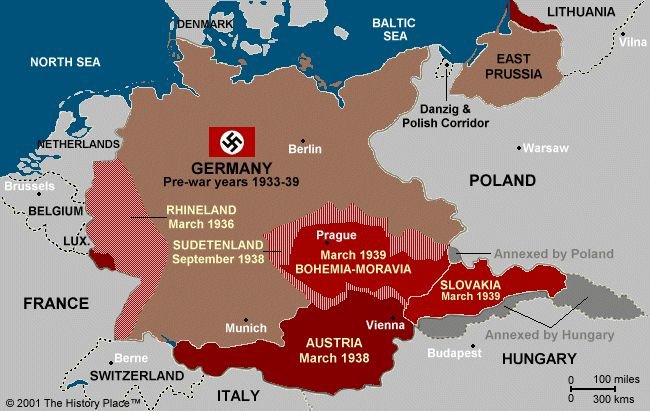 DENMARK
BALTIC
SEA
LITHUANIA
Vilna
NORTH SEA
EAST
PRUSSIA
Danzig &
Polish Corridor
NETHERLANDS
Berlin
Warsaw
GERMANY
Pre-war years 1933-39
POLAND
Brussels
BELGIUM
RHINELAND
March 1936
LUX.
SUDETENLAND
September 1938
Prague
March 1939
BOHEMIA-MORAVIA
Annexed by Poland
SLOVAKIA
March 1939
FRANCE
Munich
Vienna
AUSTRIA
March 1938
Annexed by Hungary
Budapest
HUNGARY
Berne
SWITZERLAND
ITALY
0 100 miles
0 300 kms
© 2001 The History Place™